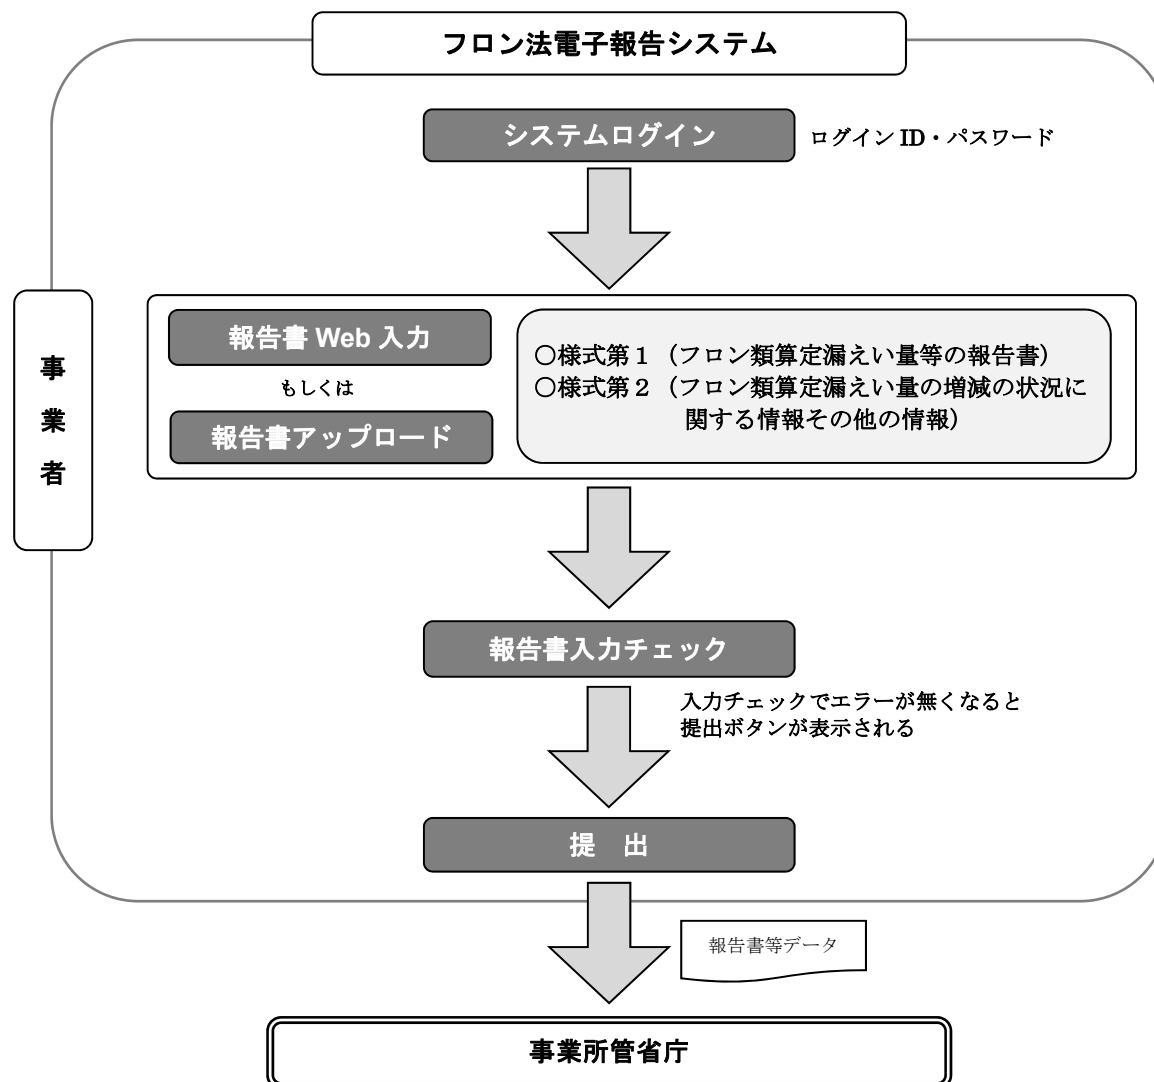 フロン法電子報告システム
システムログイン
ログイン ID・パスワード
事業者
報告書 Web 入力
もしくは
報告書アップロード
○様式第１（フロン類算定漏えい量等の報告書）
○様式第２（フロン類算定漏えい量の増減の状況に
関する情報その他の情報）
報告書入力チェック
入力チェックでエラーが無くなると
提出ボタンが表示される
提　出
報告書等データ
事業所管省庁